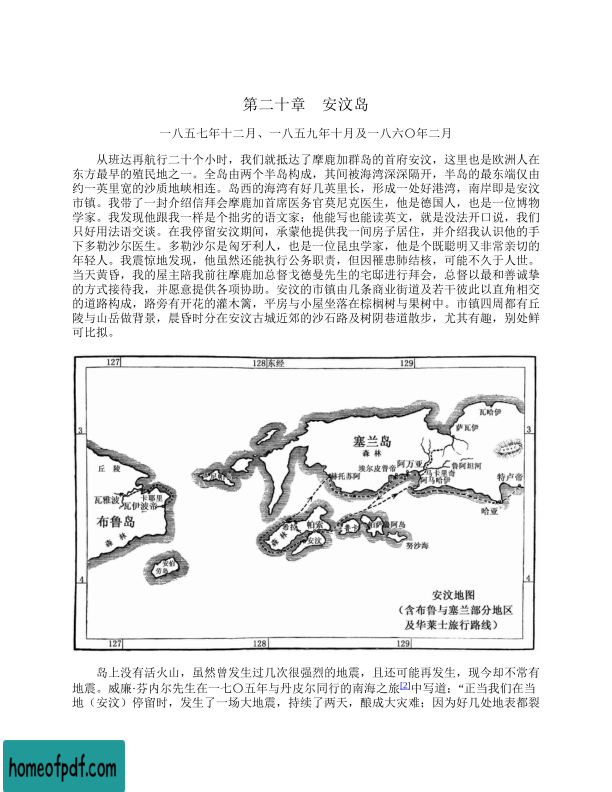 第二十章　安汶岛
一八五七年十二月、一八五九年十月及一八六〇年二月
从班达再航行二十个小时，我们就抵达了摩鹿加群岛的首府安汶，这里也是欧洲人在
东方最早的殖民地之一。全岛由两个半岛构成，其间被海湾深深隔开，半岛的最东端仅由
约一英里宽的沙质地峡相连。岛西的海湾有好几英里长，形成一处好港湾，南岸即是安汶
市镇。我带了一封介绍信拜会摩鹿加首席医务官莫尼克医生，他是德国人，也是一位博物
学家。我发现他跟我一样是个拙劣的语文家；他能写也能读英文，就是没法开口说，我们
只好用法语交谈。在我停留安汶期间，承蒙他提供我一间房子居住，并介绍我认识他的手
下多勒沙尔医生。多勒沙尔是匈牙利人，也是一位昆虫学家，他是个既聪明又非常亲切的
年轻人。我震惊地发现，他虽然还能执行公务职责，但因罹患肺结核，可能不久于人世。
当天黄昏，我的屋主陪我前往摩鹿加总督戈德曼先生的宅邸进行拜会，总督以最和善诚挚
的方式接待我，并愿意提供各项协助。安汶的市镇由几条商业街道及若干彼此以直角相交
的道路构成，路旁有开花的灌木篱，平房与小屋坐落在棕榈树与果树中。市镇四周都有丘
陵与山岳做背景，晨昏时分在安汶古城近郊的沙石路及树阴巷道散步，尤其有趣，别处鲜
可比拟。
127
128 东经
129
瓦哈伊
萨瓦伊
3
3
塞兰岛
森林
丘陵
埃尔皮普蒂
阿万亚
鲁阿坦河
马卡里奇
阿马哈伊
特卢蒂
哈亚
赫托苏阿
卡耶里
瓦雅波
瓦伊波蒂
布鲁岛
森林
希拉
帕索
森林
安汶
努沙海
4
4
安汶地图
（含布鲁与塞兰部分地区
及华莱士旅行路线）
127
128
129
岛上没有活火山，虽然曾发生过几次很强烈的地震，且还可能再发生，现今却不常有
地震。威廉·芬内尔先生在一七〇五年与丹皮尔同行的南海之旅[2]中写道：“正当我们在当
地（安汶）停留时，发生了一场大地震，持续了两天，酿成大灾难；因为好几处地表都裂
homeofpdf.com